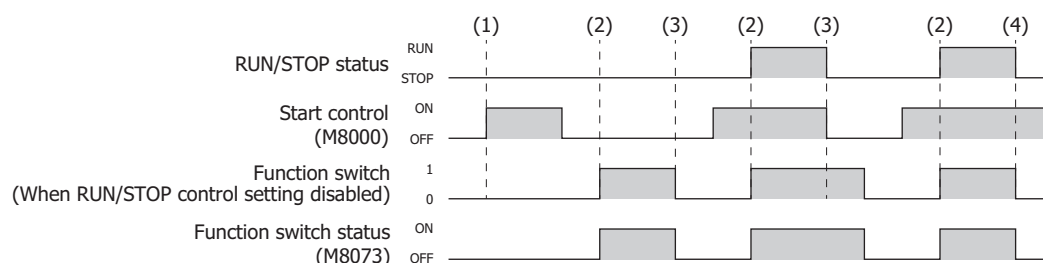 (1) (2) (3) (2) (3) (2) (4)
RUN/STOP status RUN
STOP
Start control ON
(M8000) OFF
Function switch 1
(When RUN/STOP control setting disabled) 0
Function switch status ON
(M8073) OFF